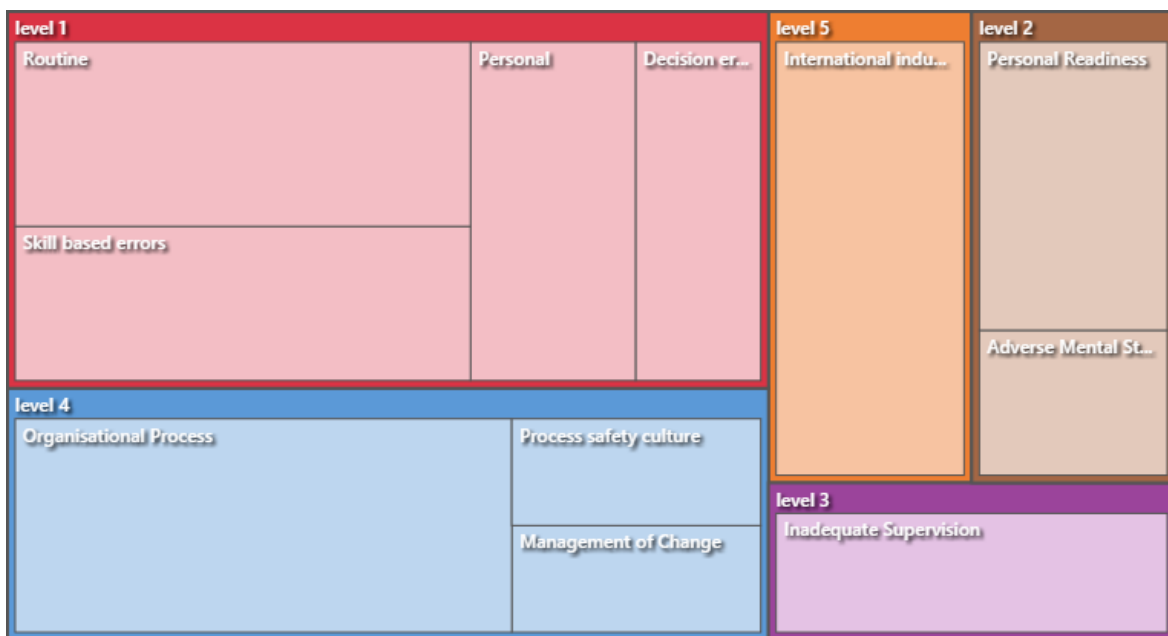 level 1
Routine
Personal
Decision er...
Skill based errors
level 5
International indu...
level 2
Personal Readiness
Adverse Mental St...
level 4
Organisational Process
Process safety culture
Management of Change
level 3
Inadequate Supervision